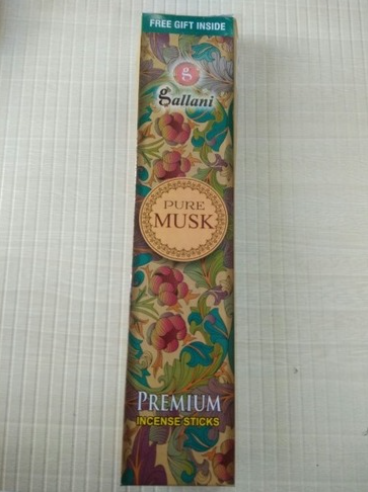 FREE GIFT INSIDE
g
gallani
PURE
MUSK
PREMIUM
INCENSE STICKS